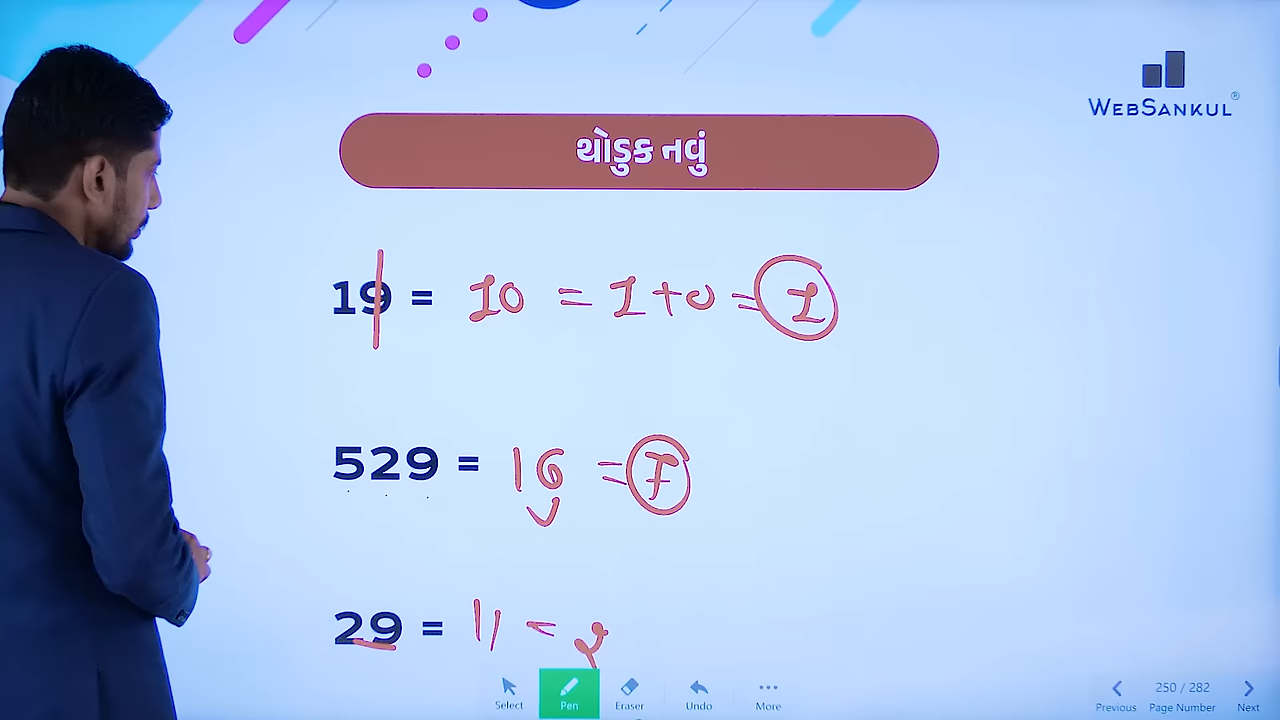 WEBSANKUL®
થોડુક નવું
19 = 10 = 1+0 = 1
529 = 16 = 7
29 = 11 = ૨
Select Pen Eraser Undo More
250 / 282
Previous Page Number Next